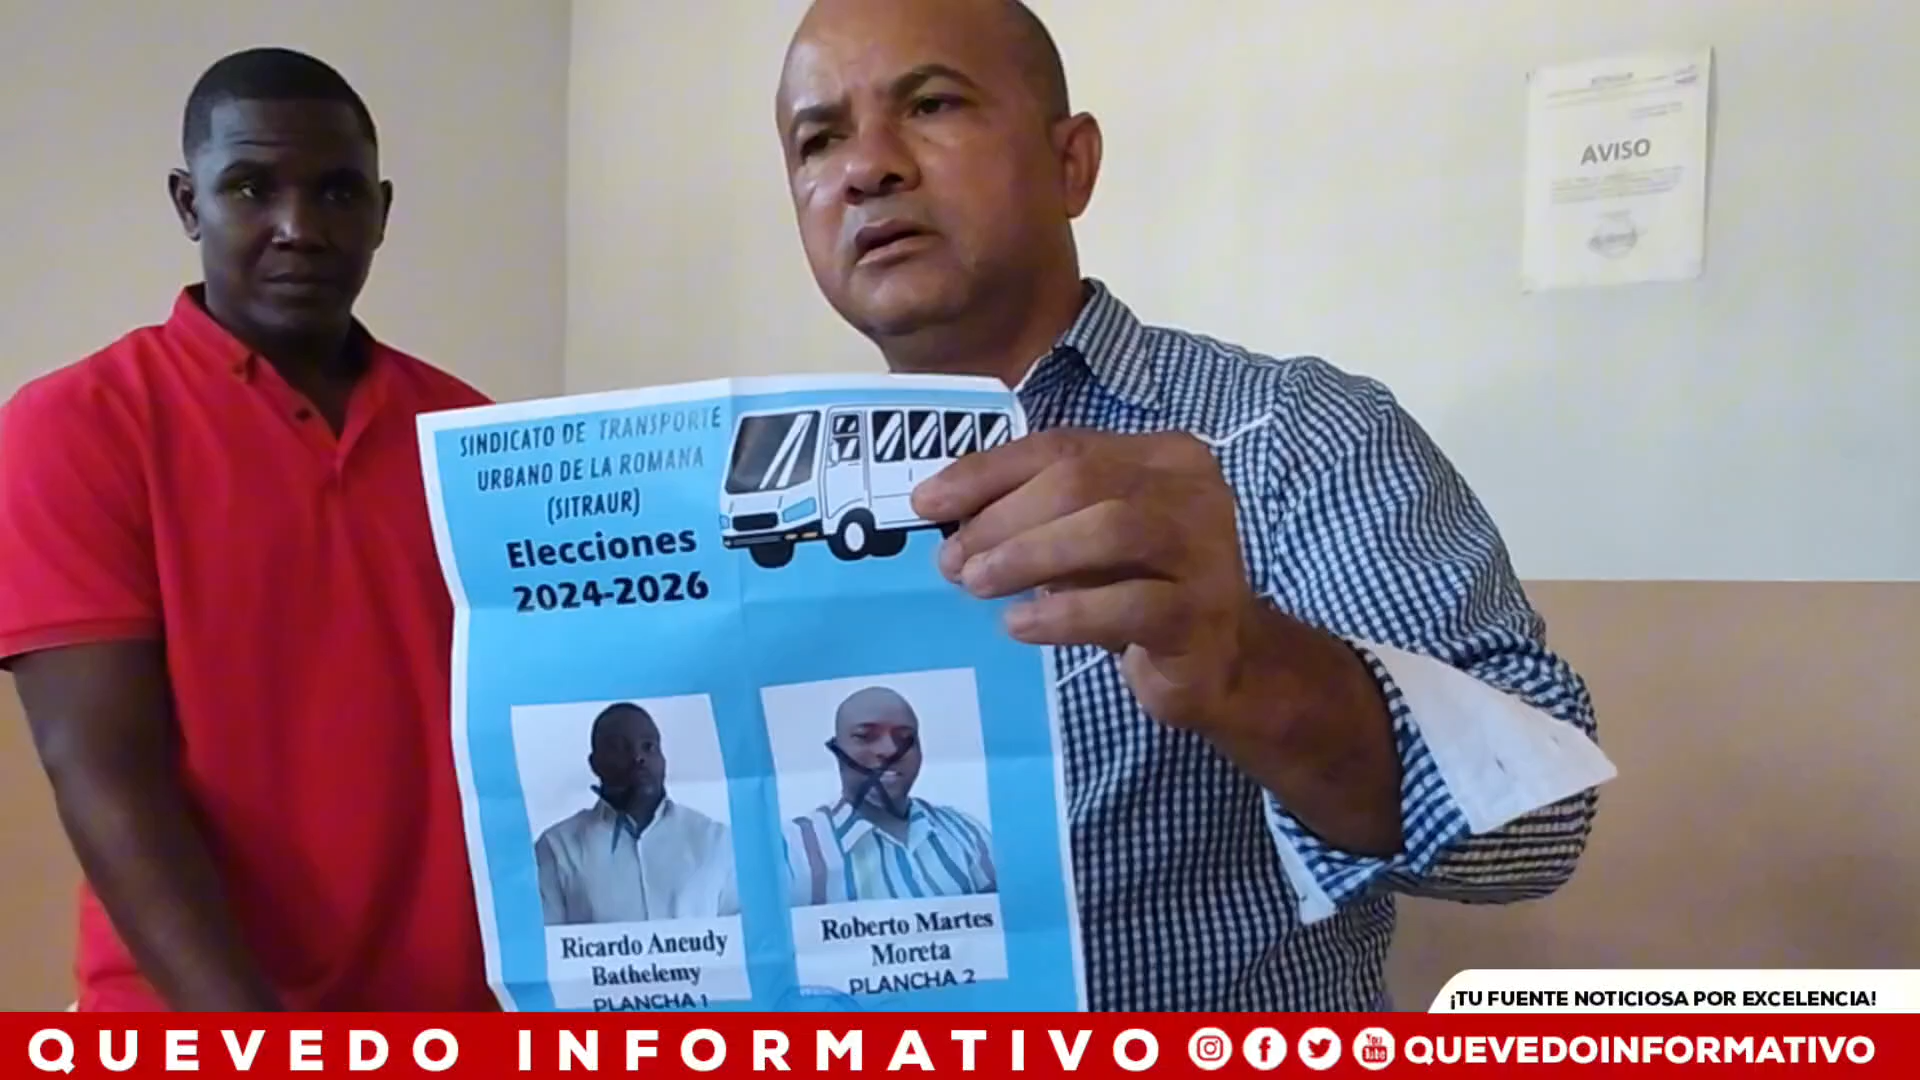 AVISO
SINDICATO DE TRANSPORTE
URBANO DE LA ROMANA
(SITRAUR)
Elecciones
2024-2026
Ricardo Aneudy
Bathelemy
PLANCHA 1
Roberto Martes
Moreta
PLANCHA 2
¡TU FUENTE NOTICIOSA POR EXCELENCIA!
QUEVEDO INFORMATIVO
QUEVEDOINFORMATIVO